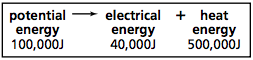 potential ⟶ electrical + heat
energy energy energy
100,000J 40,000J 500,000J